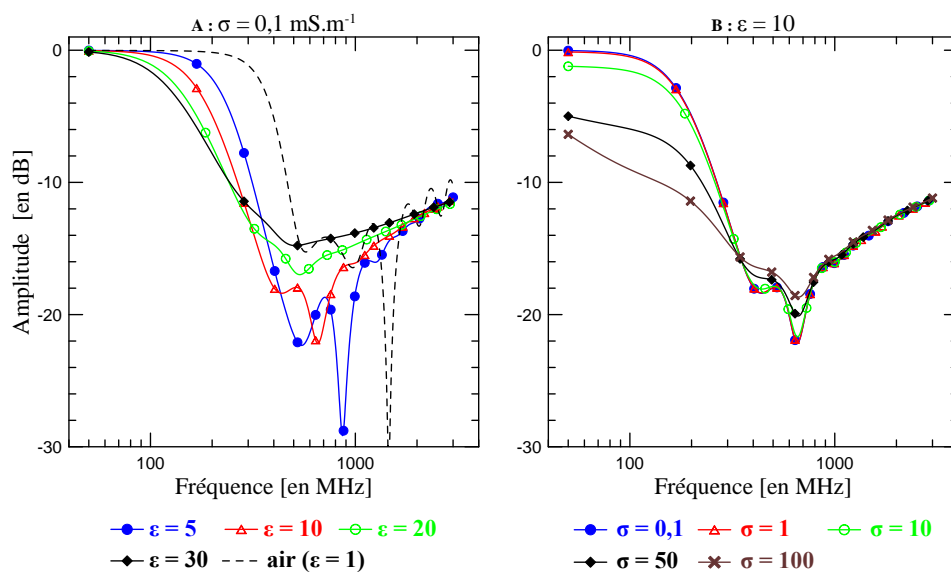 A : σ = 0,1 mS.m-1
B : ε = 10
0
-10
-20
-30
Amplitude [en dB]
100
1000
Fréquence [en MHz]
0
-10
-20
-30
100
1000
Fréquence [en MHz]
ε = 5
ε = 10
ε = 20
ε = 30
air (ε = 1)
σ = 0,1
σ = 1
σ = 10
σ = 50
σ = 100